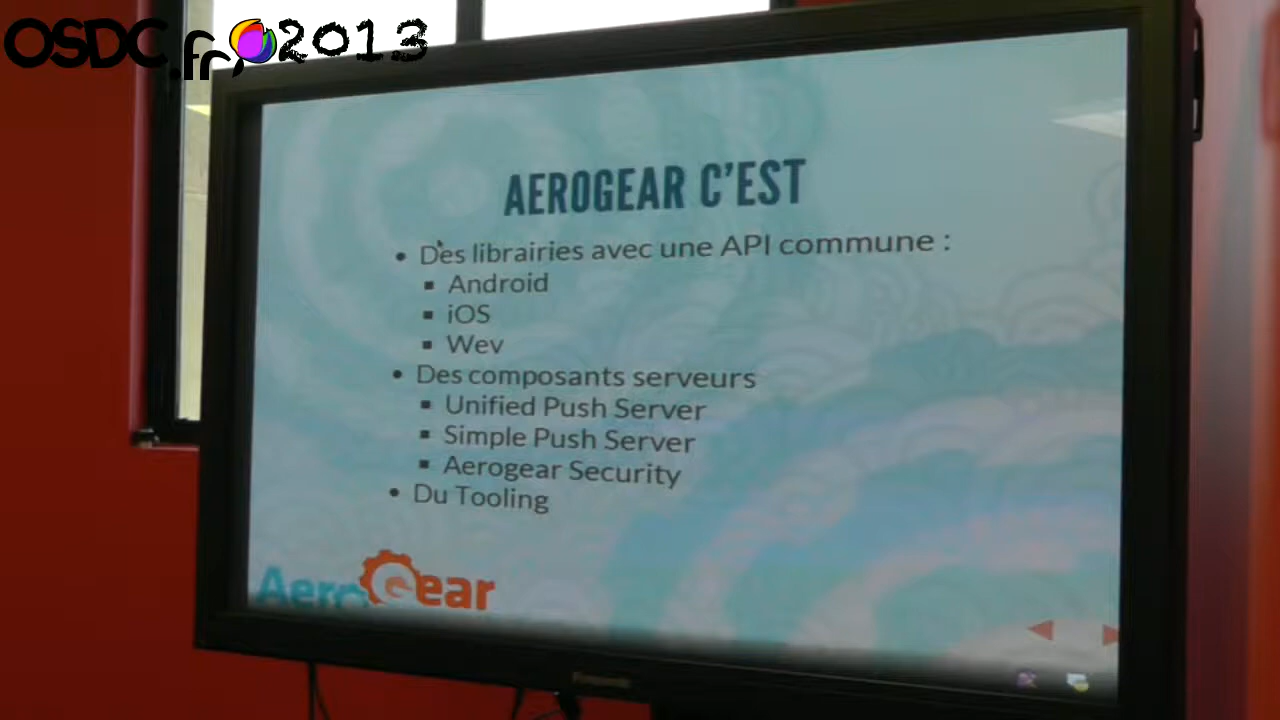 OSDC.fr, 2013
AEROGEAR C'EST
• Des librairies avec une API commune :
▪ Android
▪ iOS
▪ Wev
• Des composants serveurs
▪ Unified Push Server
▪ Simple Push Server
▪ Aerogear Security
• Du Tooling
AeroGear